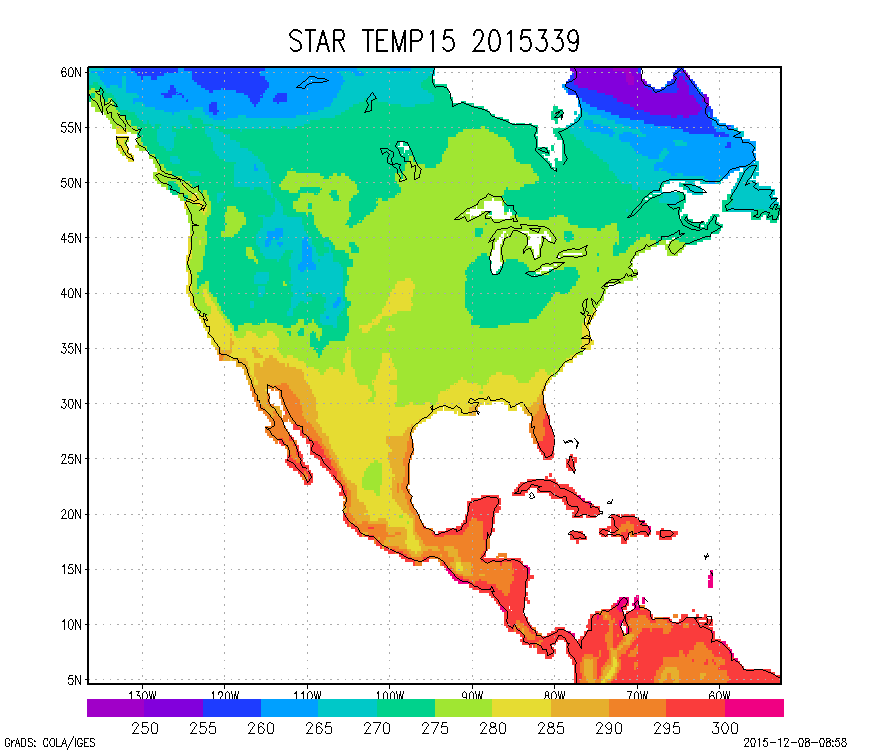 STAR TEMP15 2015339
60N
55N
50N
45N
40N
35N
30N
25N
20N
15N
10N
5N
130W 120W 110W 100W 90W 80W 70W 60W
250 255 260 265 270 275 280 285 290 295 300
GrADS: COLA/IGES 2015-12-08-08:58